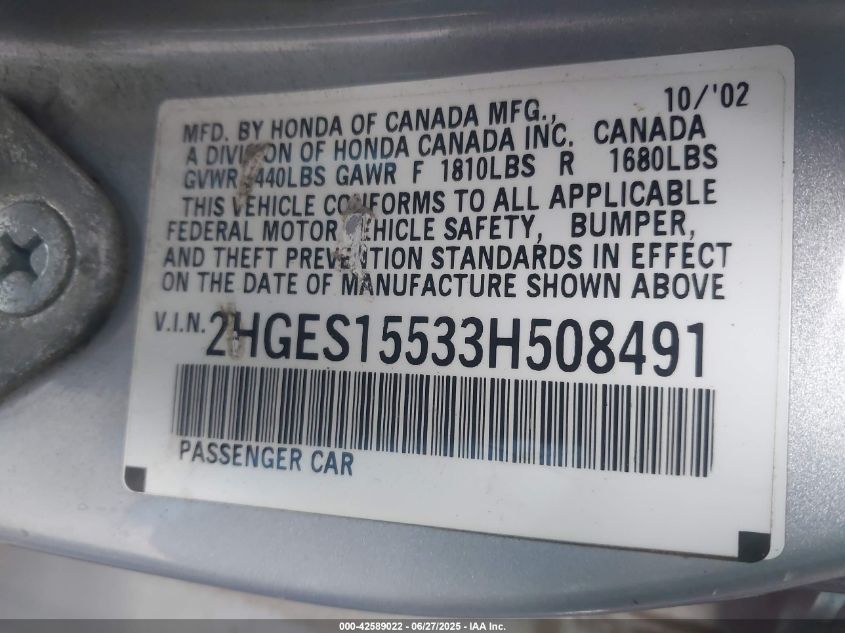 10/'02
MFD. BY HONDA OF CANADA MFG.,
A DIVISION OF HONDA CANADA INC. CANADA
GVWR 440LBS GAWR F 1810LBS R 1680LBS
THIS VEHICLE CONFORMS TO ALL APPLICABLE
FEDERAL MOTOR VEHICLE SAFETY, BUMPER,
AND THEFT PREVENTION STANDARDS IN EFFECT
ON THE DATE OF MANUFACTURE SHOWN ABOVE
V.I.N. 2HGES15533H508491
PASSENGER CAR
000-42589022 - 06/27/2025 - IAA Inc.